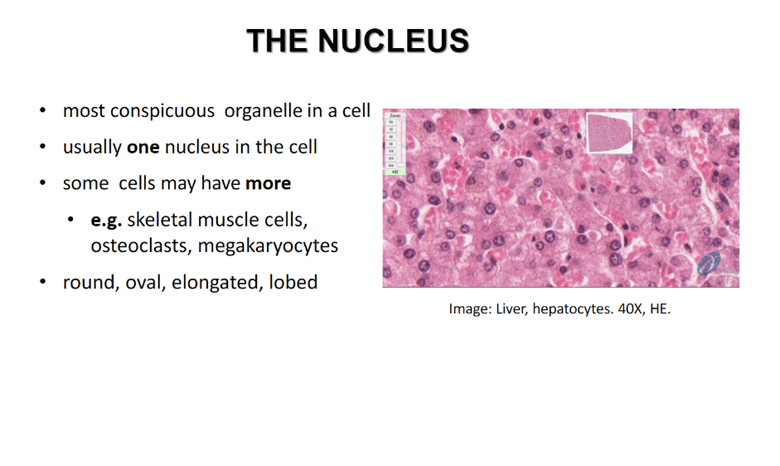 THE NUCLEUS
• most conspicuous organelle in a cell
• usually one nucleus in the cell
• some cells may have more
• e.g. skeletal muscle cells,
osteoclasts, megakaryocytes
• round, oval, elongated, lobed
Zoom
Image: Liver, hepatocytes. 40X, HE.